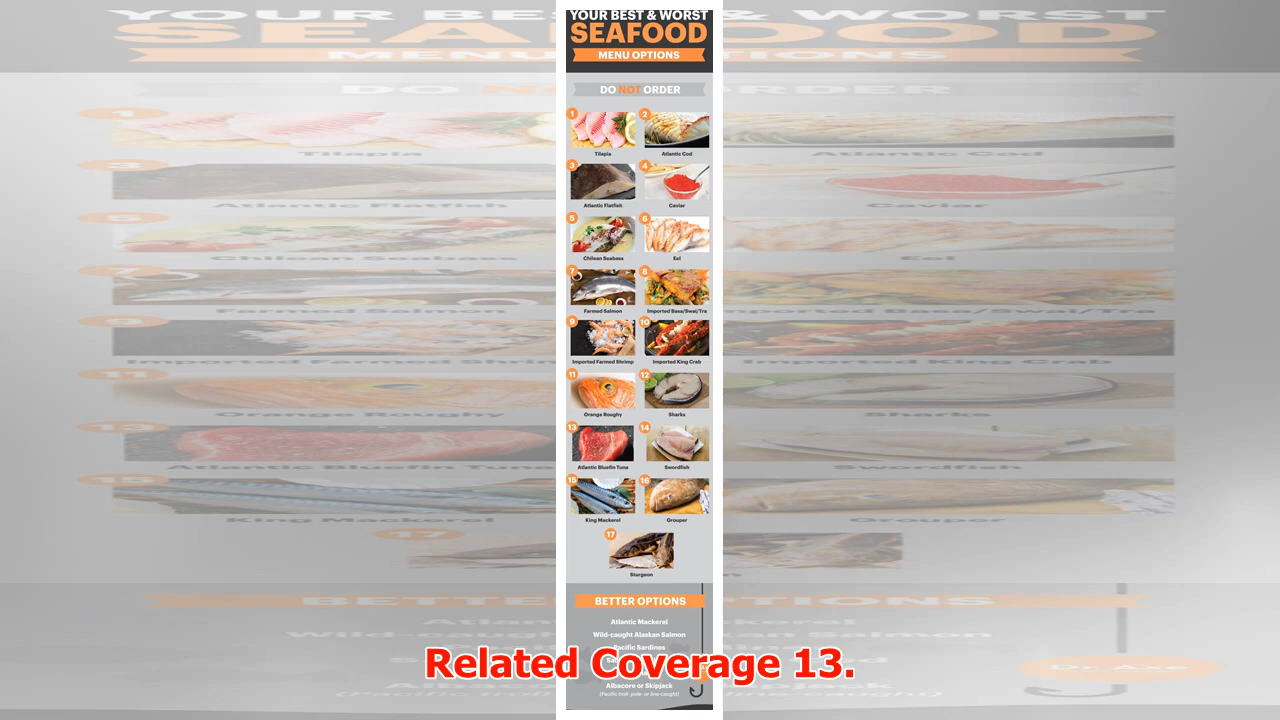 YOUR BEST & WORST
SEAFOOD
MENU OPTIONS
DO NOT ORDER
1
2
Tilapia
Atlantic Cod
3
4
Atlantic Flatfish
Caviar
5
6
Chilean Seabass
Eel
7
8
Farmed Salmon
Imported Basa/Swai/Tra
9
10
Imported Farmed Shrimp
Imported King Crab
11
12
Orange Roughy
Sharks
13
14
Atlantic Bluefin Tuna
Swordfish
15
16
King Mackerel
Grouper
17
Sturgeon
BETTER OPTIONS
Atlantic Mackerel
Wild-caught Alaskan Salmon
Pacific Sardines
Related Coverage 13.
Albacore or Skipjack
(Pacific troll- pole- or line-caught)